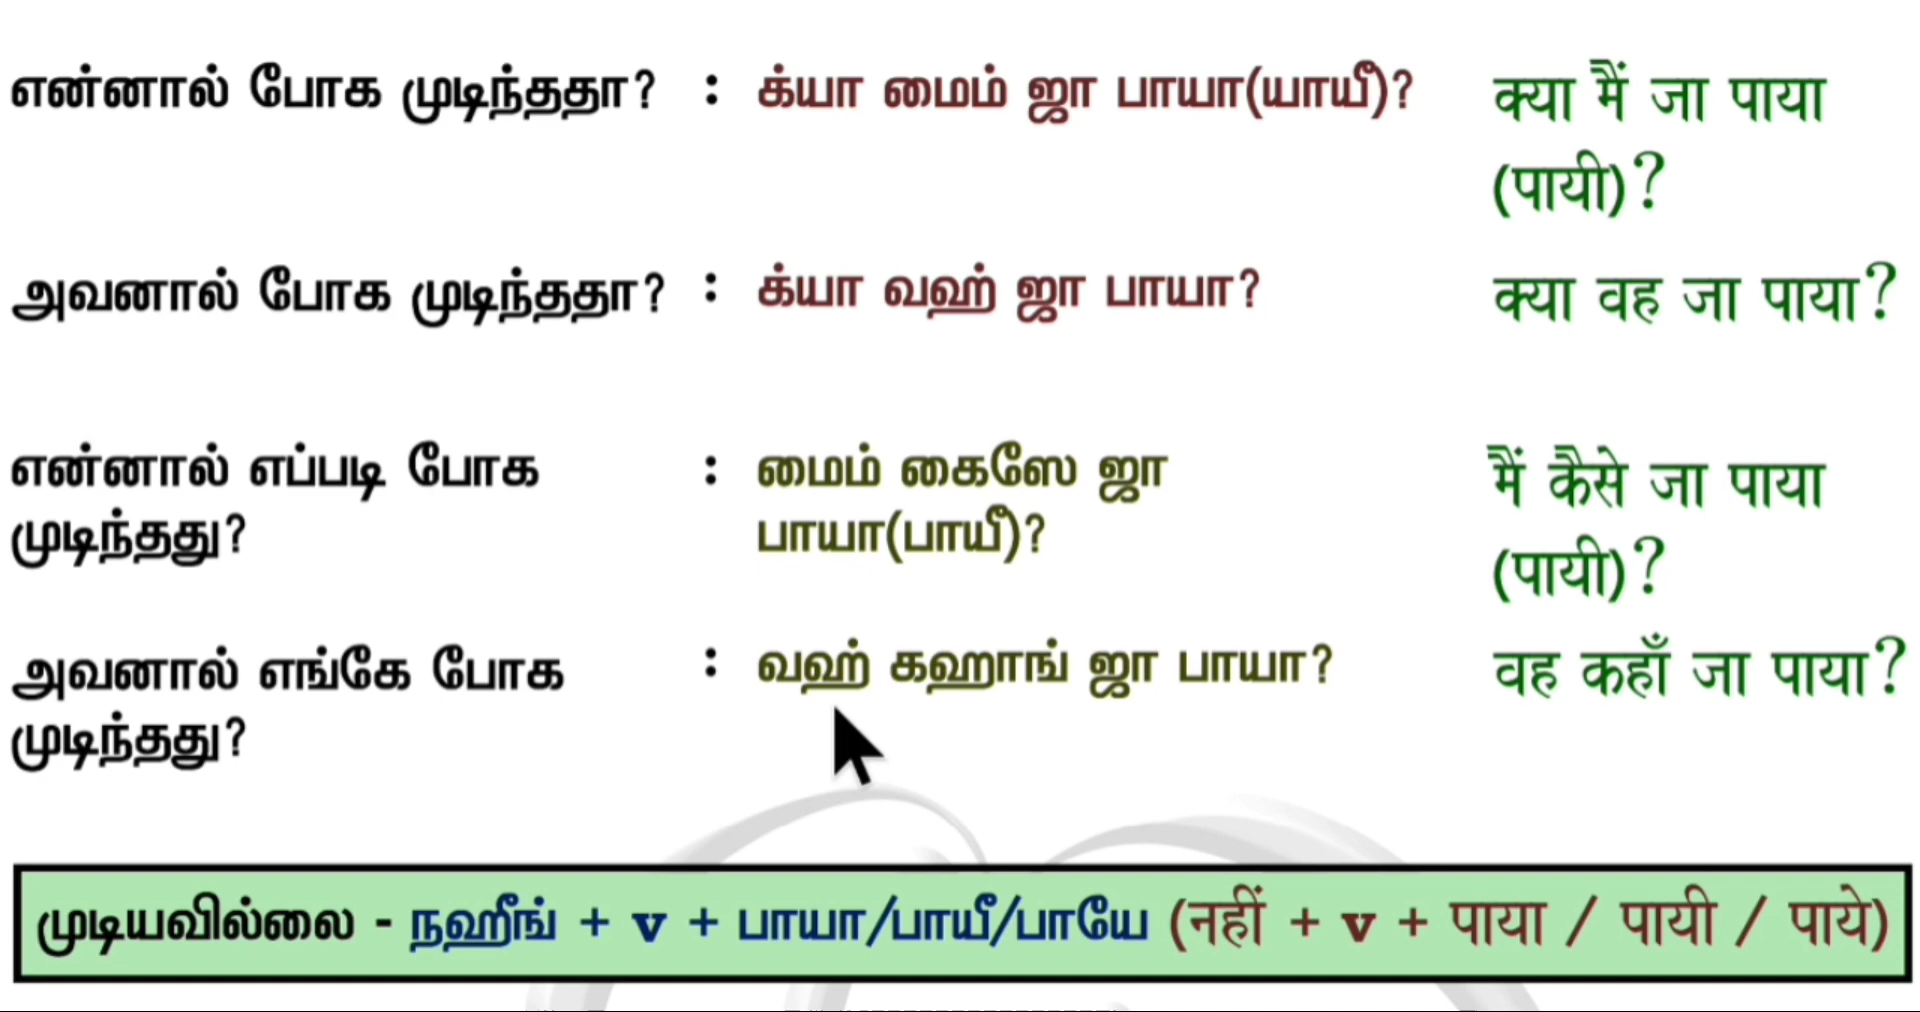 என்னால் போக முடிந்ததா? : க்யா மைம் ஜா பாயா(யாயீ)? क्या मैं जा पाया
(पायी)?
அவனால் போக முடிந்ததா? : க்யா வஹ் ஜா பாயா? क्या वह जा पाया?
என்னால் எப்படி போக : மைம் கைஸே ஜா मैं कैसे जा पाया
முடிந்தது? பாயா(பாயீ)? (पायी)?
அவனால் எங்கே போக : வஹ் கஹாங் ஜா பாயா? वह कहाँ जा पाया?
முடிந்தது?
முடியவில்லை - நஹீங் + v + பாயா/பாயீ/பாயே (नहीं + v + पाया / पायी / पाये)